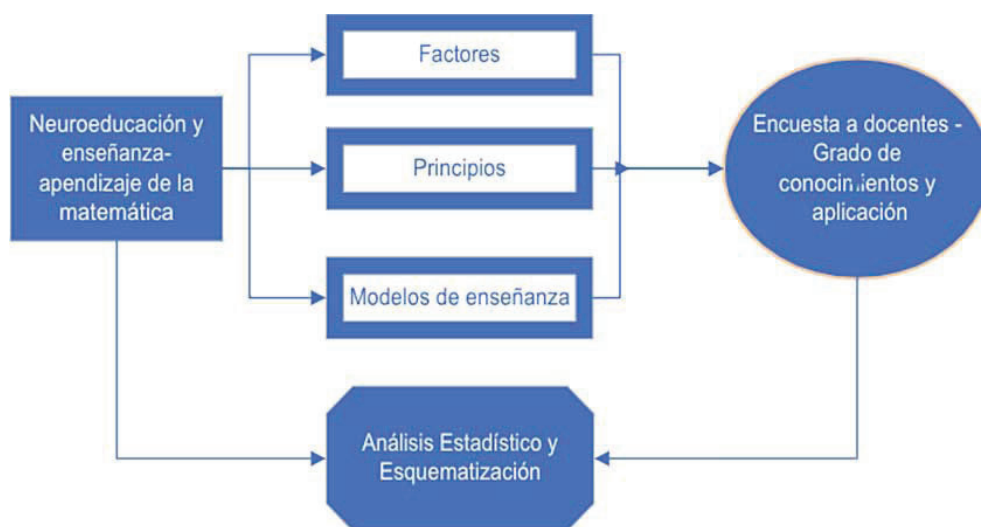 Neuroeducación y
enseñanza-
apendizaje de la
matemática
Factores
Principios
Modelos de enseñanza
Encuesta a docentes -
Grado de
conocimientos y
aplicación
Análisis Estadístico y
Esquematización